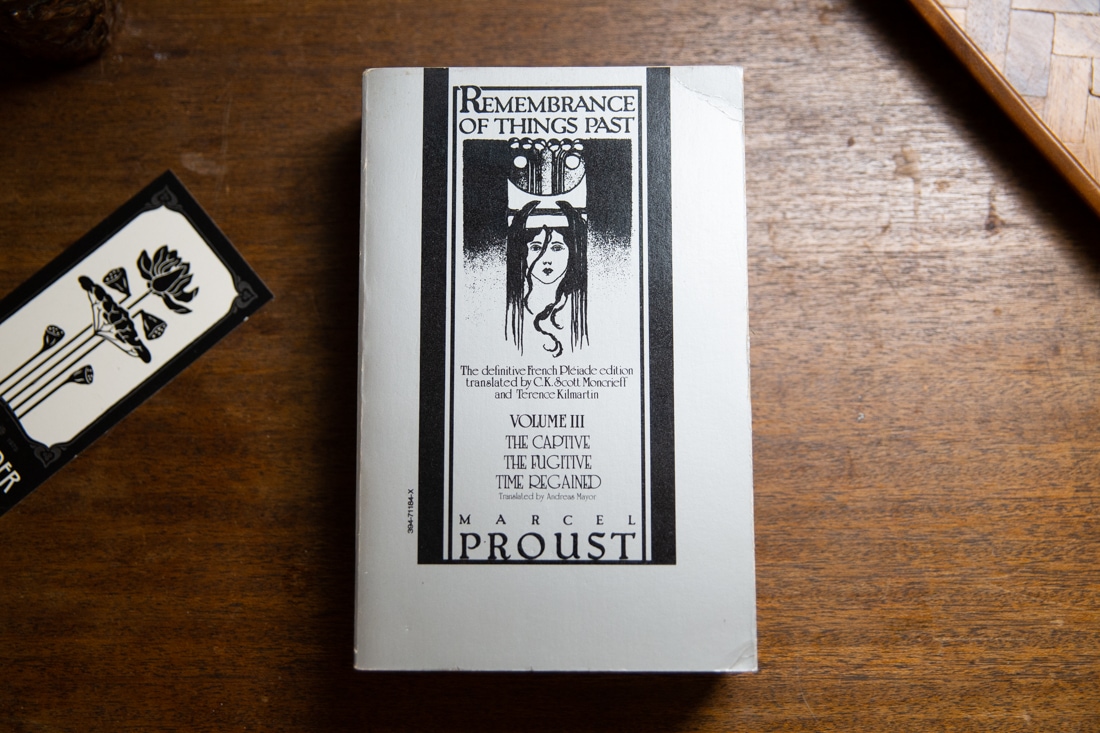 REMEMBRANCE
OF THINGS PAST
The definitive French Pléiade edition
translated by C.K. Scott Moncrieff
and Terence Kilmartin
VOLUME III
THE CAPTIVE
THE FUGITIVE
TIME REGAINED
Translated by Andreas Mayor.
MARCEL
PROUST
394-71184-X